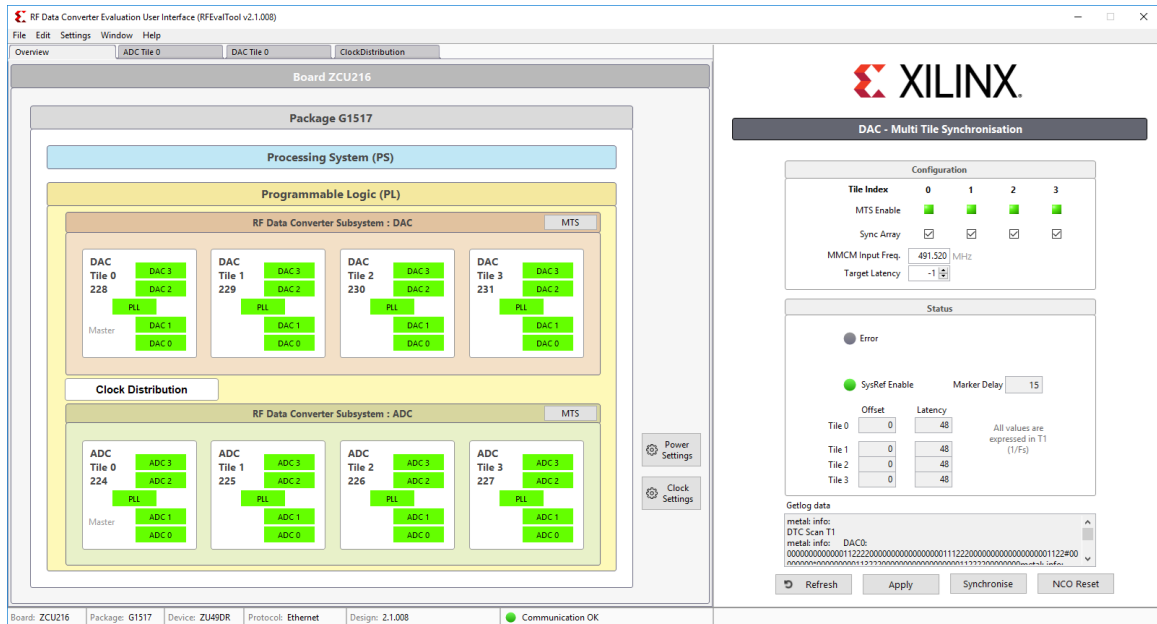 RF Data Converter Evaluation User Interface (RFEvalTool v2.1.008)
File Edit Settings Window Help
Overview ADC Tile 0 DAC Tile 0 ClockDistribution
Board ZCU216
Package G1517
Processing System (PS)
Programmable Logic (PL)
RF Data Converter Subsystem : DAC MTS
DAC
Tile 0
228
DAC 3
DAC 2
PLL
Master
DAC 1
DAC 0
DAC
Tile 1
229
DAC 3
DAC 2
PLL
DAC 1
DAC 0
DAC
Tile 2
230
DAC 3
DAC 2
PLL
DAC 1
DAC 0
DAC
Tile 3
231
DAC 3
DAC 2
PLL
DAC 1
DAC 0
Clock Distribution
RF Data Converter Subsystem : ADC MTS
ADC
Tile 0
224
ADC 3
ADC 2
PLL
Master
ADC 1
ADC 0
ADC
Tile 1
225
ADC 3
ADC 2
PLL
ADC 1
ADC 0
ADC
Tile 2
226
ADC 3
ADC 2
PLL
ADC 1
ADC 0
ADC
Tile 3
227
ADC 3
ADC 2
PLL
ADC 1
ADC 0
Power
Settings
Clock
Settings
XILINX.
DAC - Multi Tile Synchronisation
Configuration
Tile Index 0 1 2 3
MTS Enable
Sync Array
MMCM Input Freq. 491.520 MHz
Target Latency -1
Status
Error
SysRef Enable Marker Delay 15
Offset Latency
Tile 0 0 48
Tile 1 0 48
Tile 2 0 48
Tile 3 0 48
All values are
expressed in T1
(1/Fs)
Getlog data
metal: info:
DTC Scan T1
metal: info: DAC0:
Refresh Apply Synchronise NCO Reset
Board: ZCU216 Package: G1517 Device: ZU49DR Protocol: Ethernet Design: 2.1.008 Communication OK